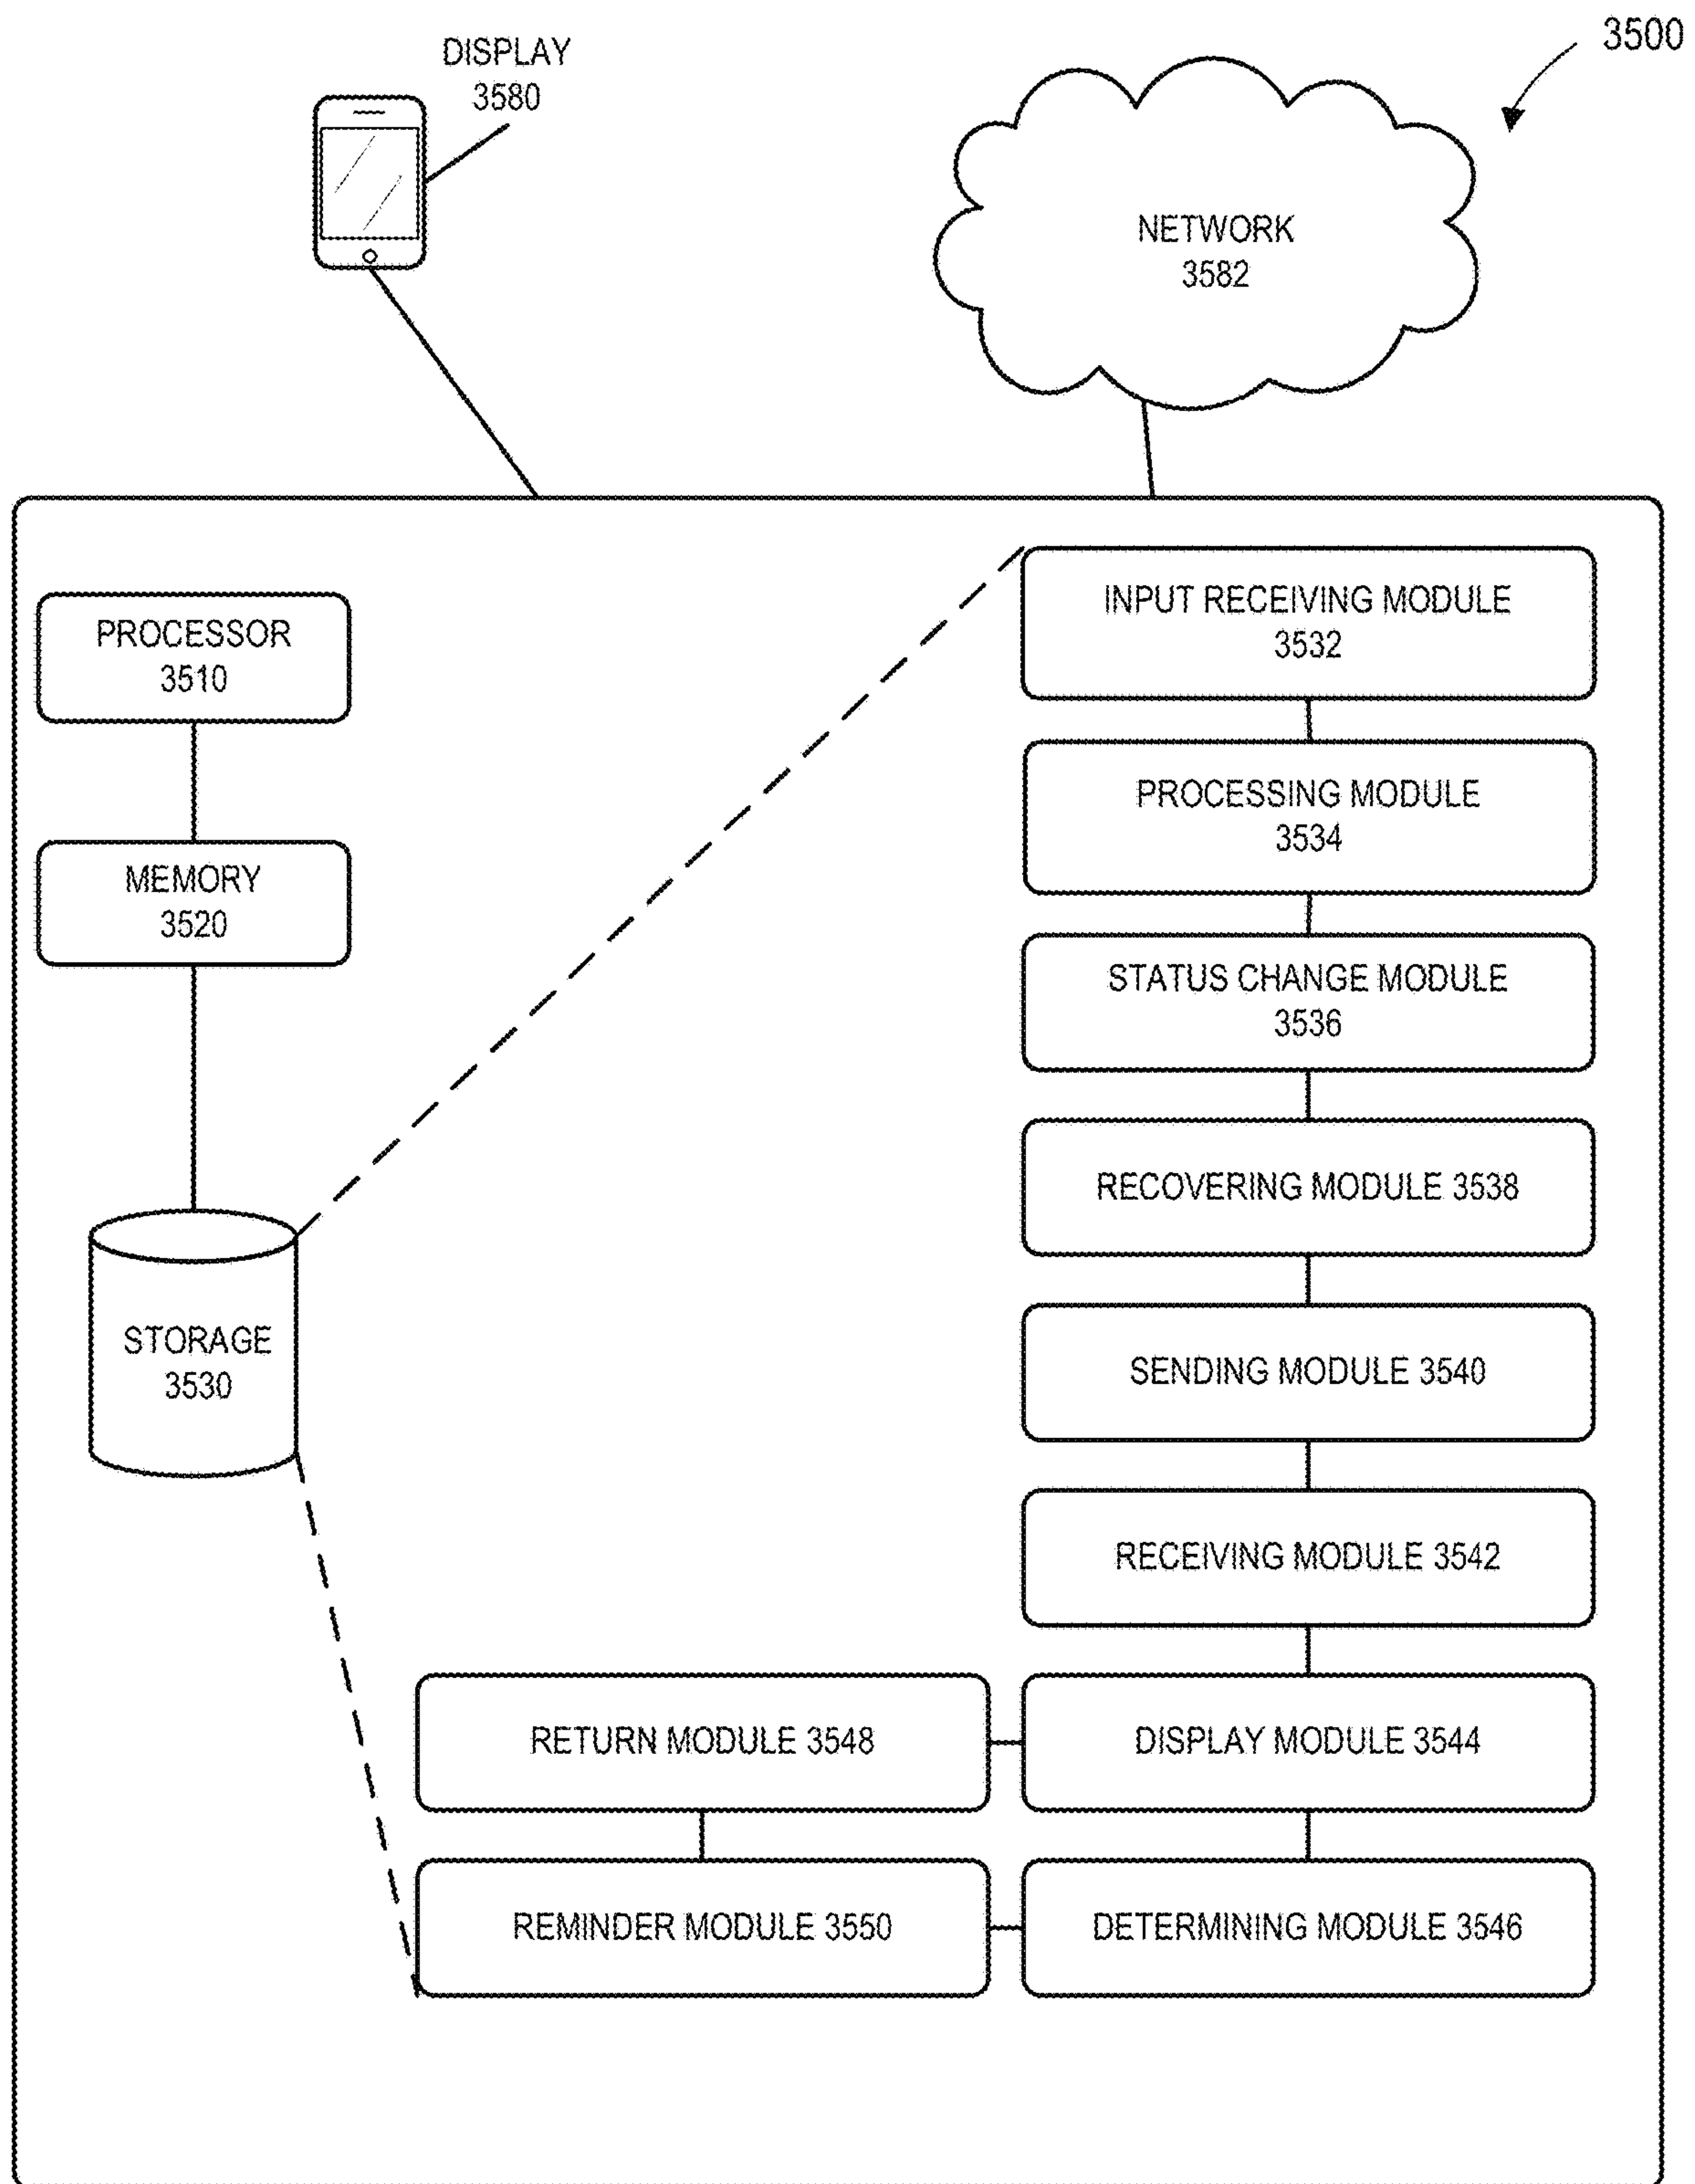 3500
DISPLAY
3580
NETWORK
3582
PROCESSOR
3510
MEMORY
3520
STORAGE
3530
INPUT RECEIVING MODULE
3532
PROCESSING MODULE
3534
STATUS CHANGE MODULE
3536
RECOVERING MODULE 3538
SENDING MODULE 3540
RECEIVING MODULE 3542
RETURN MODULE 3548
DISPLAY MODULE 3544
REMINDER MODULE 3550
DETERMINING MODULE 3546